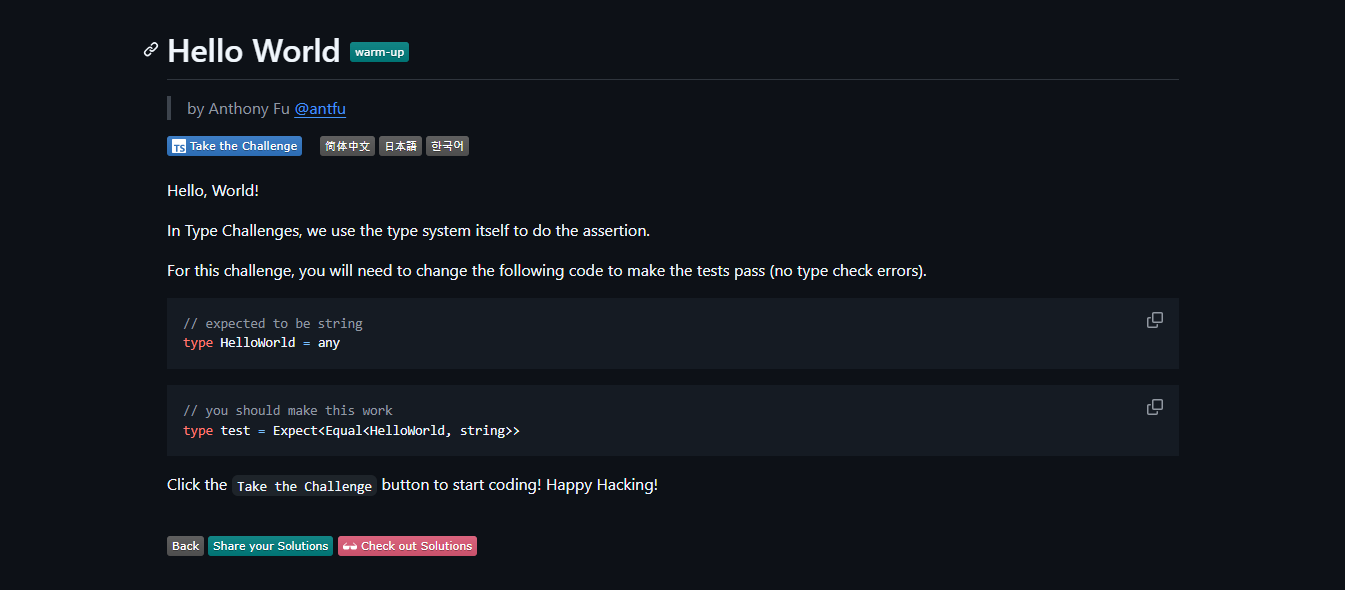 Hello World warm-up
by Anthony Fu @antfu
TS Take the Challenge 简体中文 日本語 한국어
Hello, World!
In Type Challenges, we use the type system itself to do the assertion.
For this challenge, you will need to change the following code to make the tests pass (no type check errors).
// expected to be string
type HelloWorld = any
// you should make this work
type test = Expect<Equal<HelloWorld, string>>
Click the Take the Challenge button to start coding! Happy Hacking!
Back Share your Solutions Check out Solutions